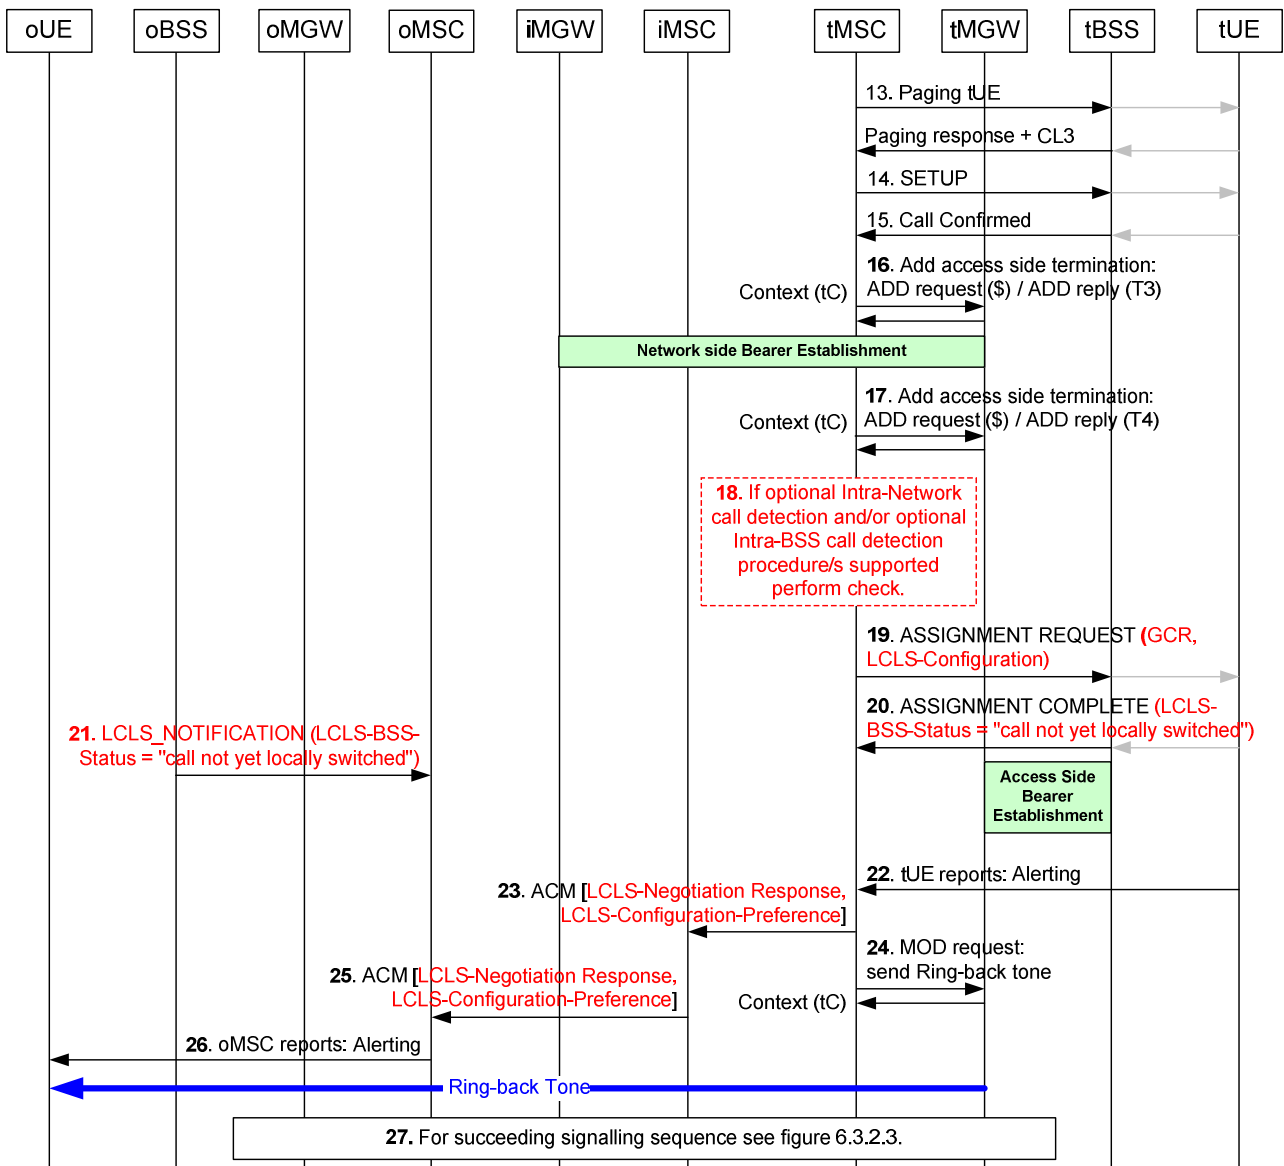 oUE oBSS oMGW oMSC iMGW iMSC tMSC tMGW tBSS tUE
13. Paging tUE
Paging response + CL3
14. SETUP
15. Call Confirmed
16. Add access side termination:
Context (tC) ADD request ($) / ADD reply (T3)
Network side Bearer Establishment
17. Add access side termination:
Context (tC) ADD request ($) / ADD reply (T4)
18. If optional Intra-Network
call detection and/or optional
Intra-BSS call detection
procedure/s supported
perform check.
19. ASSIGNMENT REQUEST (GCR,
LCLS-Configuration)
20. ASSIGNMENT COMPLETE (LCLS-
BSS-Status = "call not yet locally switched")
21. LCLS_NOTIFICATION (LCLS-BSS-
Status = "call not yet locally switched")
Access Side
Bearer
Establishment
22. tUE reports: Alerting
23. ACM [LCLS-Negotiation Response,
LCLS-Configuration-Preference]
24. MOD request:
send Ring-back tone
Context (tC)
25. ACM [LCLS-Negotiation Response,
LCLS-Configuration-Preference]
26. oMSC reports: Alerting
Ring-back Tone
27. For succeeding signalling sequence see figure 6.3.2.3.